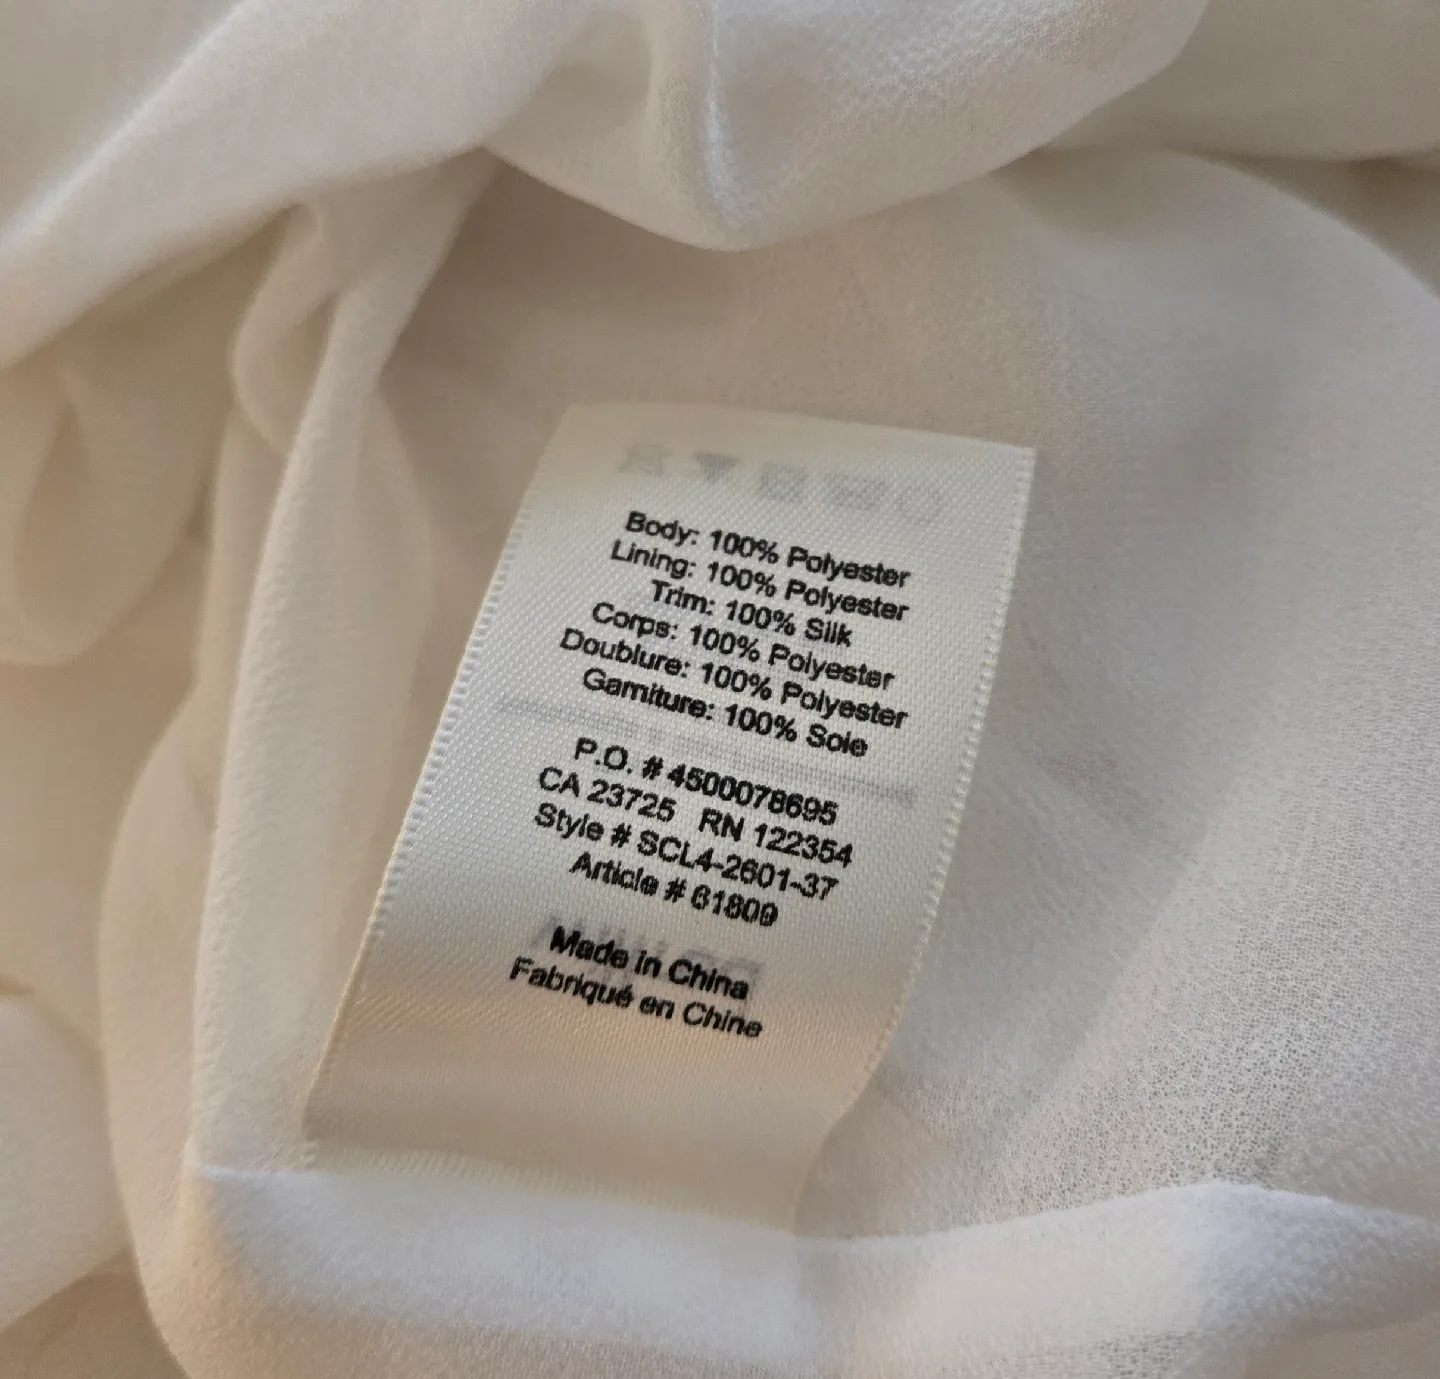 Body: 100% Polyester
Lining: 100% Polyester
Trim: 100% Silk
Corps: 100% Polyester
Doublure: 100% Polyester
Garniture: 100% Soie
P.O. # 4500078695
CA 23725 RN 122354
Style # SCL4-2601-37
Article # 61809
Made in China
Fabriqué en Chine